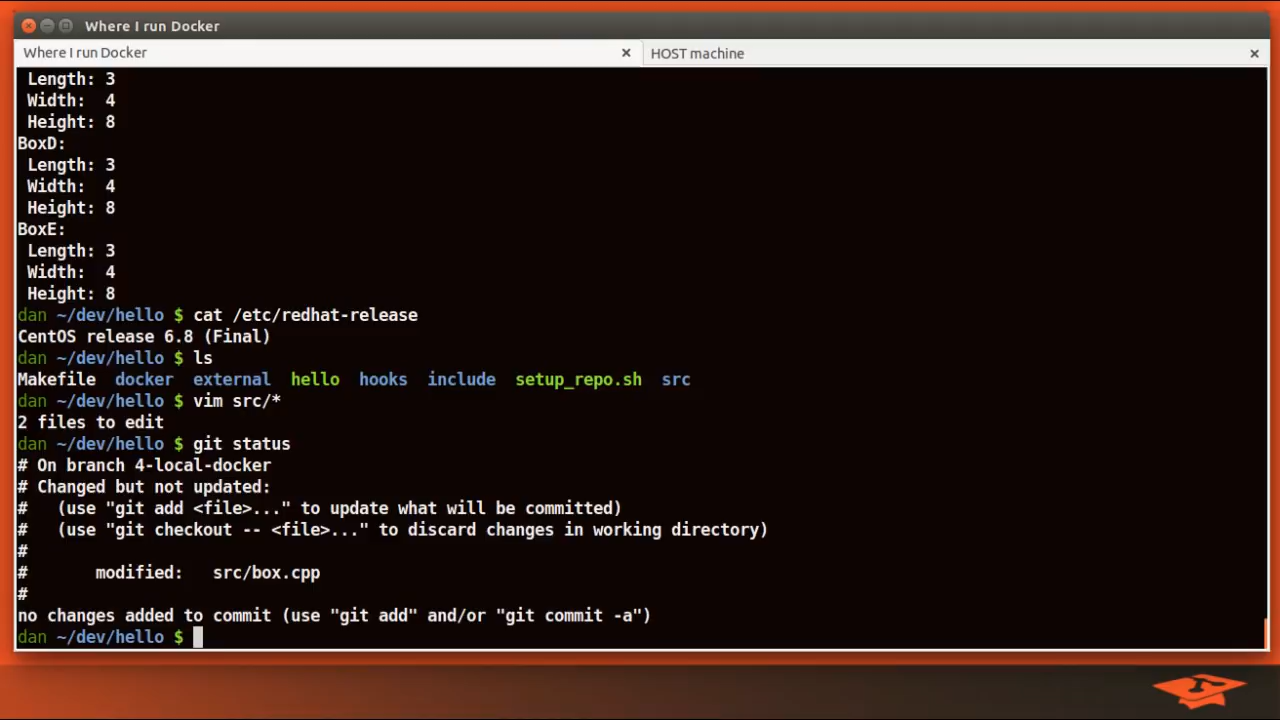 Where I run Docker
Where I run Docker
HOST machine
Length: 3
Width:  4
Height: 8
BoxD:
Length: 3
Width:  4
Height: 8
BoxE:
Length: 3
Width:  4
Height: 8
dan ~/dev/hello $ cat /etc/redhat-release
CentOS release 6.8 (Final)
dan ~/dev/hello $ ls
Makefile  docker  external  hello  hooks  include  setup_repo.sh  src
dan ~/dev/hello $ vim src/*
2 files to edit
dan ~/dev/hello $ git status
# On branch 4-local-docker
# Changed but not updated:
#   (use "git add <file>..." to update what will be committed)
#   (use "git checkout -- <file>..." to discard changes in working directory)
#
#       modified:   src/box.cpp
#
no changes added to commit (use "git add" and/or "git commit -a")
dan ~/dev/hello $